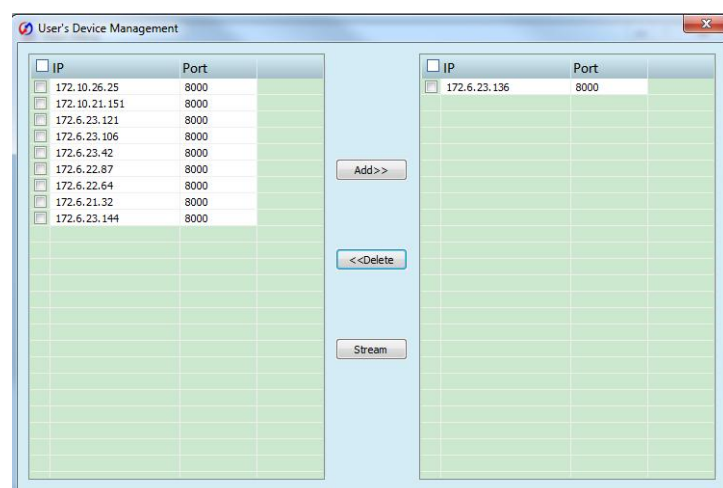 User's Device Management
IP Port
172.10.26.25 8000
172.10.21.151 8000
172.6.23.121 8000
172.6.23.106 8000
172.6.23.42 8000
172.6.22.87 8000
172.6.22.64 8000
172.6.21.32 8000
172.6.23.144 8000
Add>>
<<Delete
Stream
IP Port
172.6.23.136 8000